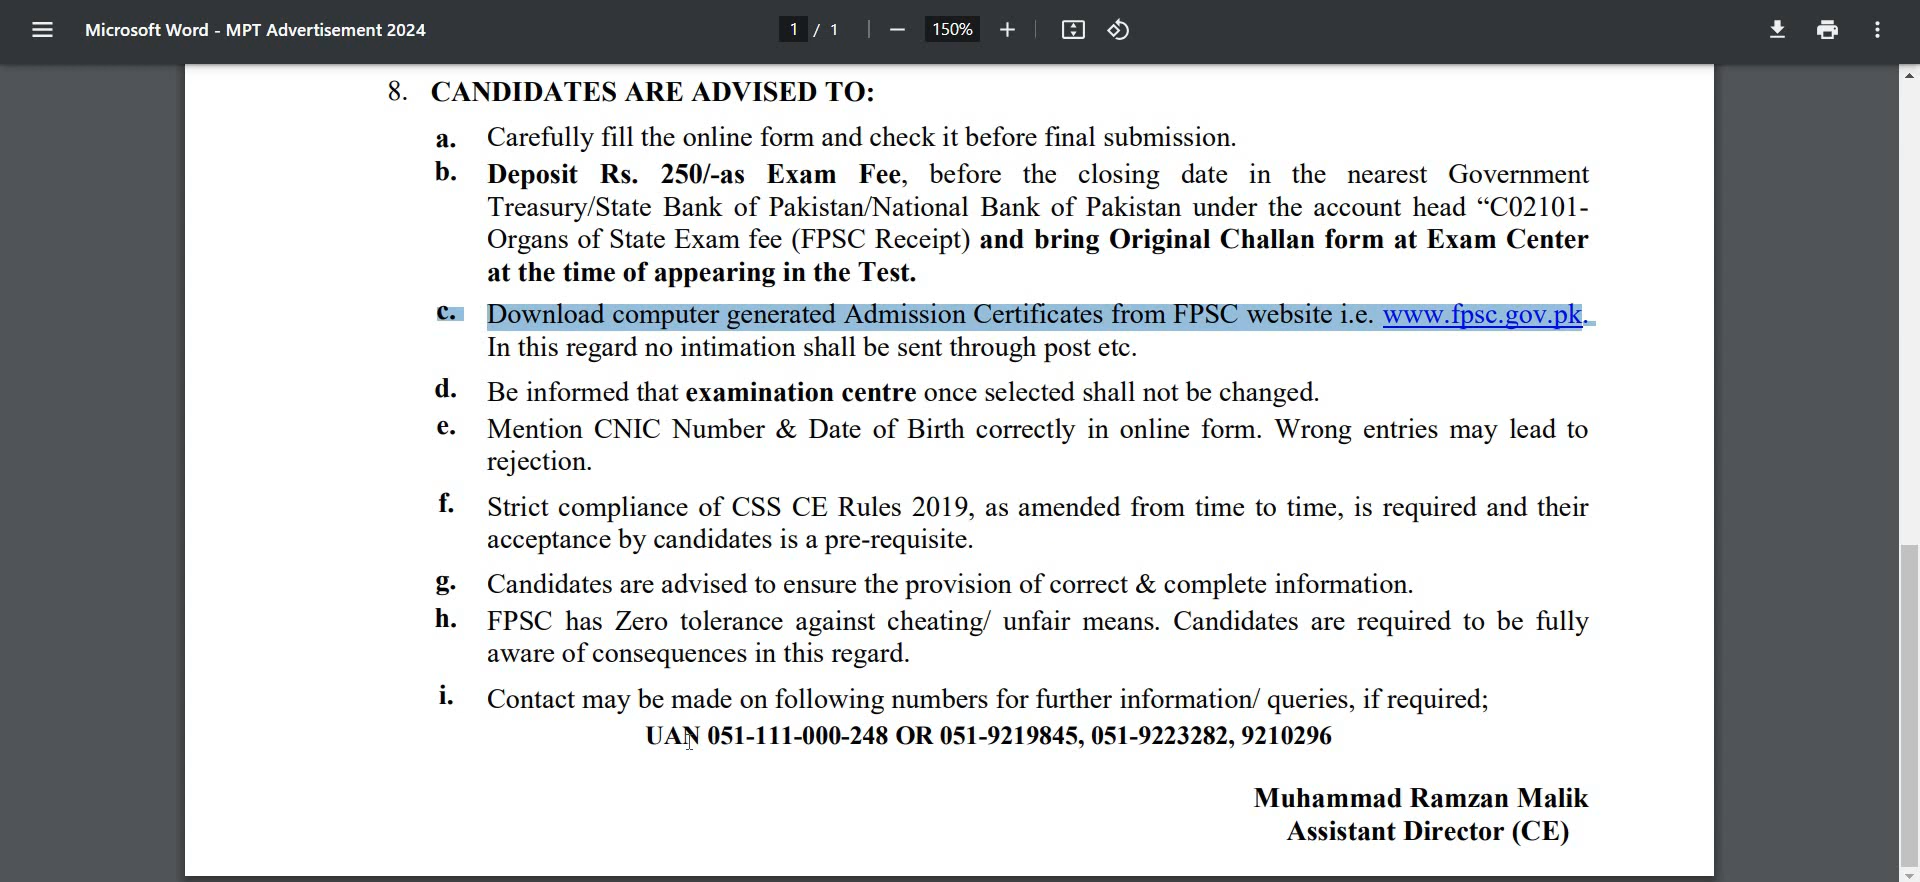 Microsoft Word - MPT Advertisement 2024
1 / 1
150%
8. CANDIDATES ARE ADVISED TO:
a. Carefully fill the online form and check it before final submission.
b. Deposit Rs. 250/-as Exam Fee, before the closing date in the nearest Government
Treasury/State Bank of Pakistan/National Bank of Pakistan under the account head “C02101-
Organs of State Exam fee (FPSC Receipt) and bring Original Challan form at Exam Center
at the time of appearing in the Test.
c. Download computer generated Admission Certificates from FPSC website i.e. www.fpsc.gov.pk.
In this regard no intimation shall be sent through post etc.
d. Be informed that examination centre once selected shall not be changed.
e. Mention CNIC Number & Date of Birth correctly in online form. Wrong entries may lead to
rejection.
f. Strict compliance of CSS CE Rules 2019, as amended from time to time, is required and their
acceptance by candidates is a pre-requisite.
g. Candidates are advised to ensure the provision of correct & complete information.
h. FPSC has Zero tolerance against cheating/ unfair means. Candidates are required to be fully
aware of consequences in this regard.
i. Contact may be made on following numbers for further information/ queries, if required;
UAN 051-111-000-248 OR 051-9219845, 051-9223282, 9210296
Muhammad Ramzan Malik
Assistant Director (CE)